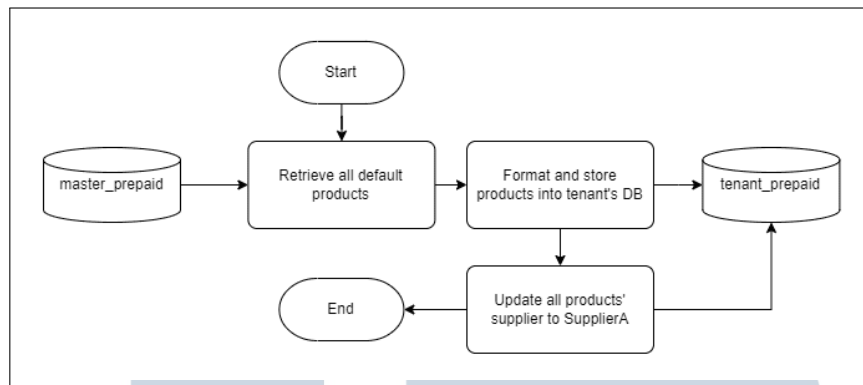 Start
master_prepaid
Retrieve all default
products
Format and store
products into tenant's DB
tenant_prepaid
End
Update all products'
supplier to SupplierA